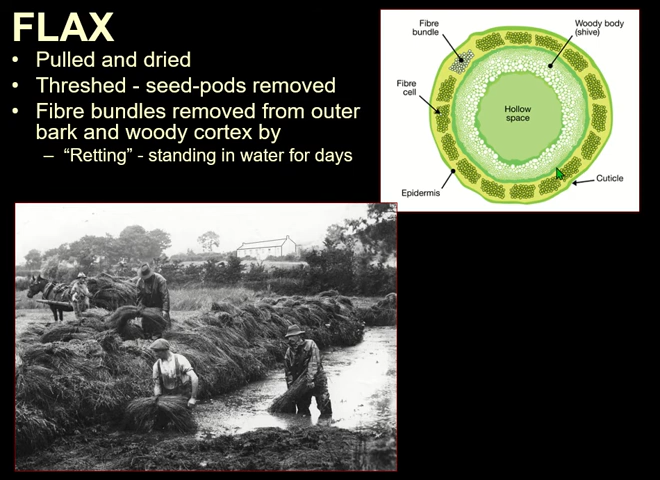 FLAX
• Pulled and dried
• Threshed - seed-pods removed
• Fibre bundles removed from outer
bark and woody cortex by
– “Retting” - standing in water for days
Fibre
bundle
Woody body
(shive)
Fibre
cell
Hollow
space
Epidermis
Cuticle